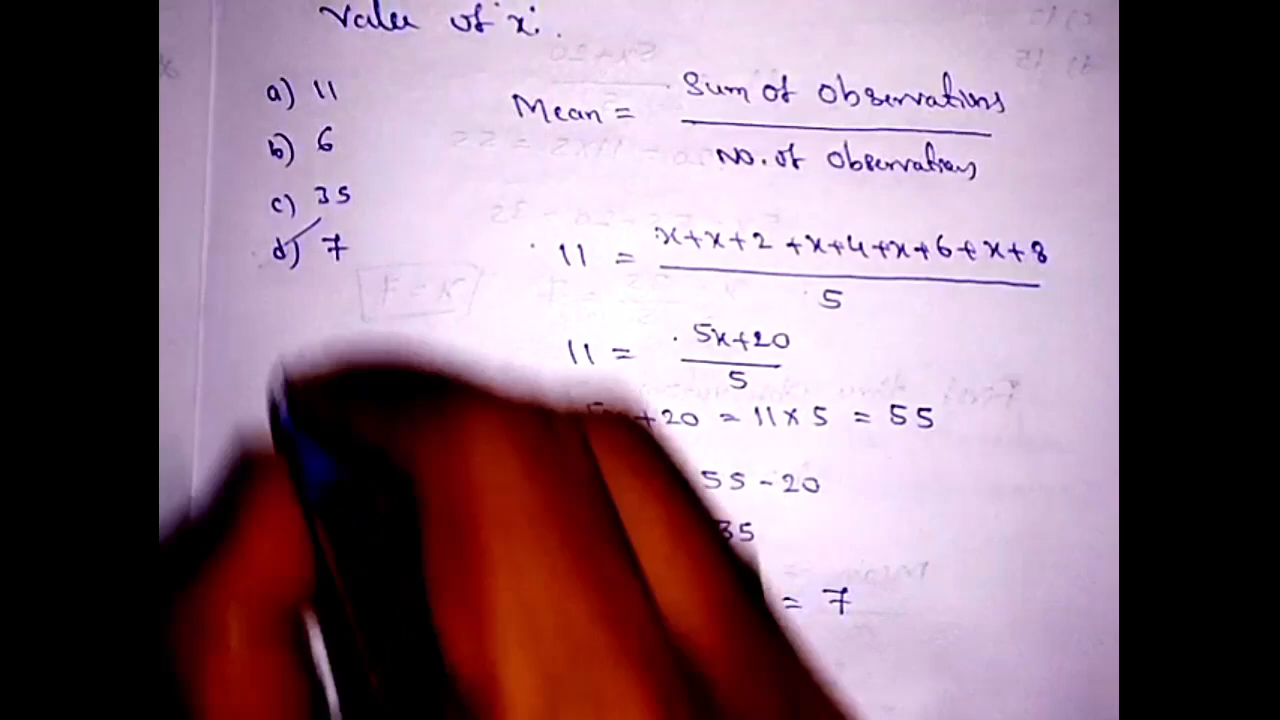 Value of x.
a) 11
b) 6
c) 35
d) 7
Mean = Sum of Observations
No. of Observations
11 = x+x+2+x+4+x+6+x+8
5
11 = 5x+20
5
+20 = 11×5 = 55
55-20
35
= 7